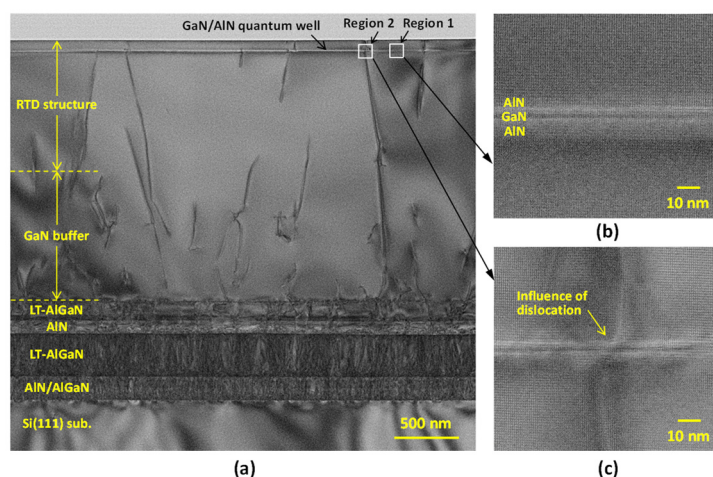 GaN/AlN quantum well
Region 2
Region 1
RTD structure
GaN buffer
LT-AlGaN
AlN
LT-AlGaN
AlN/AlGaN
Si(111) sub.
500 nm
(a)
AlN
GaN
AlN
10 nm
(b)
Influence of
dislocation
10 nm
(c)